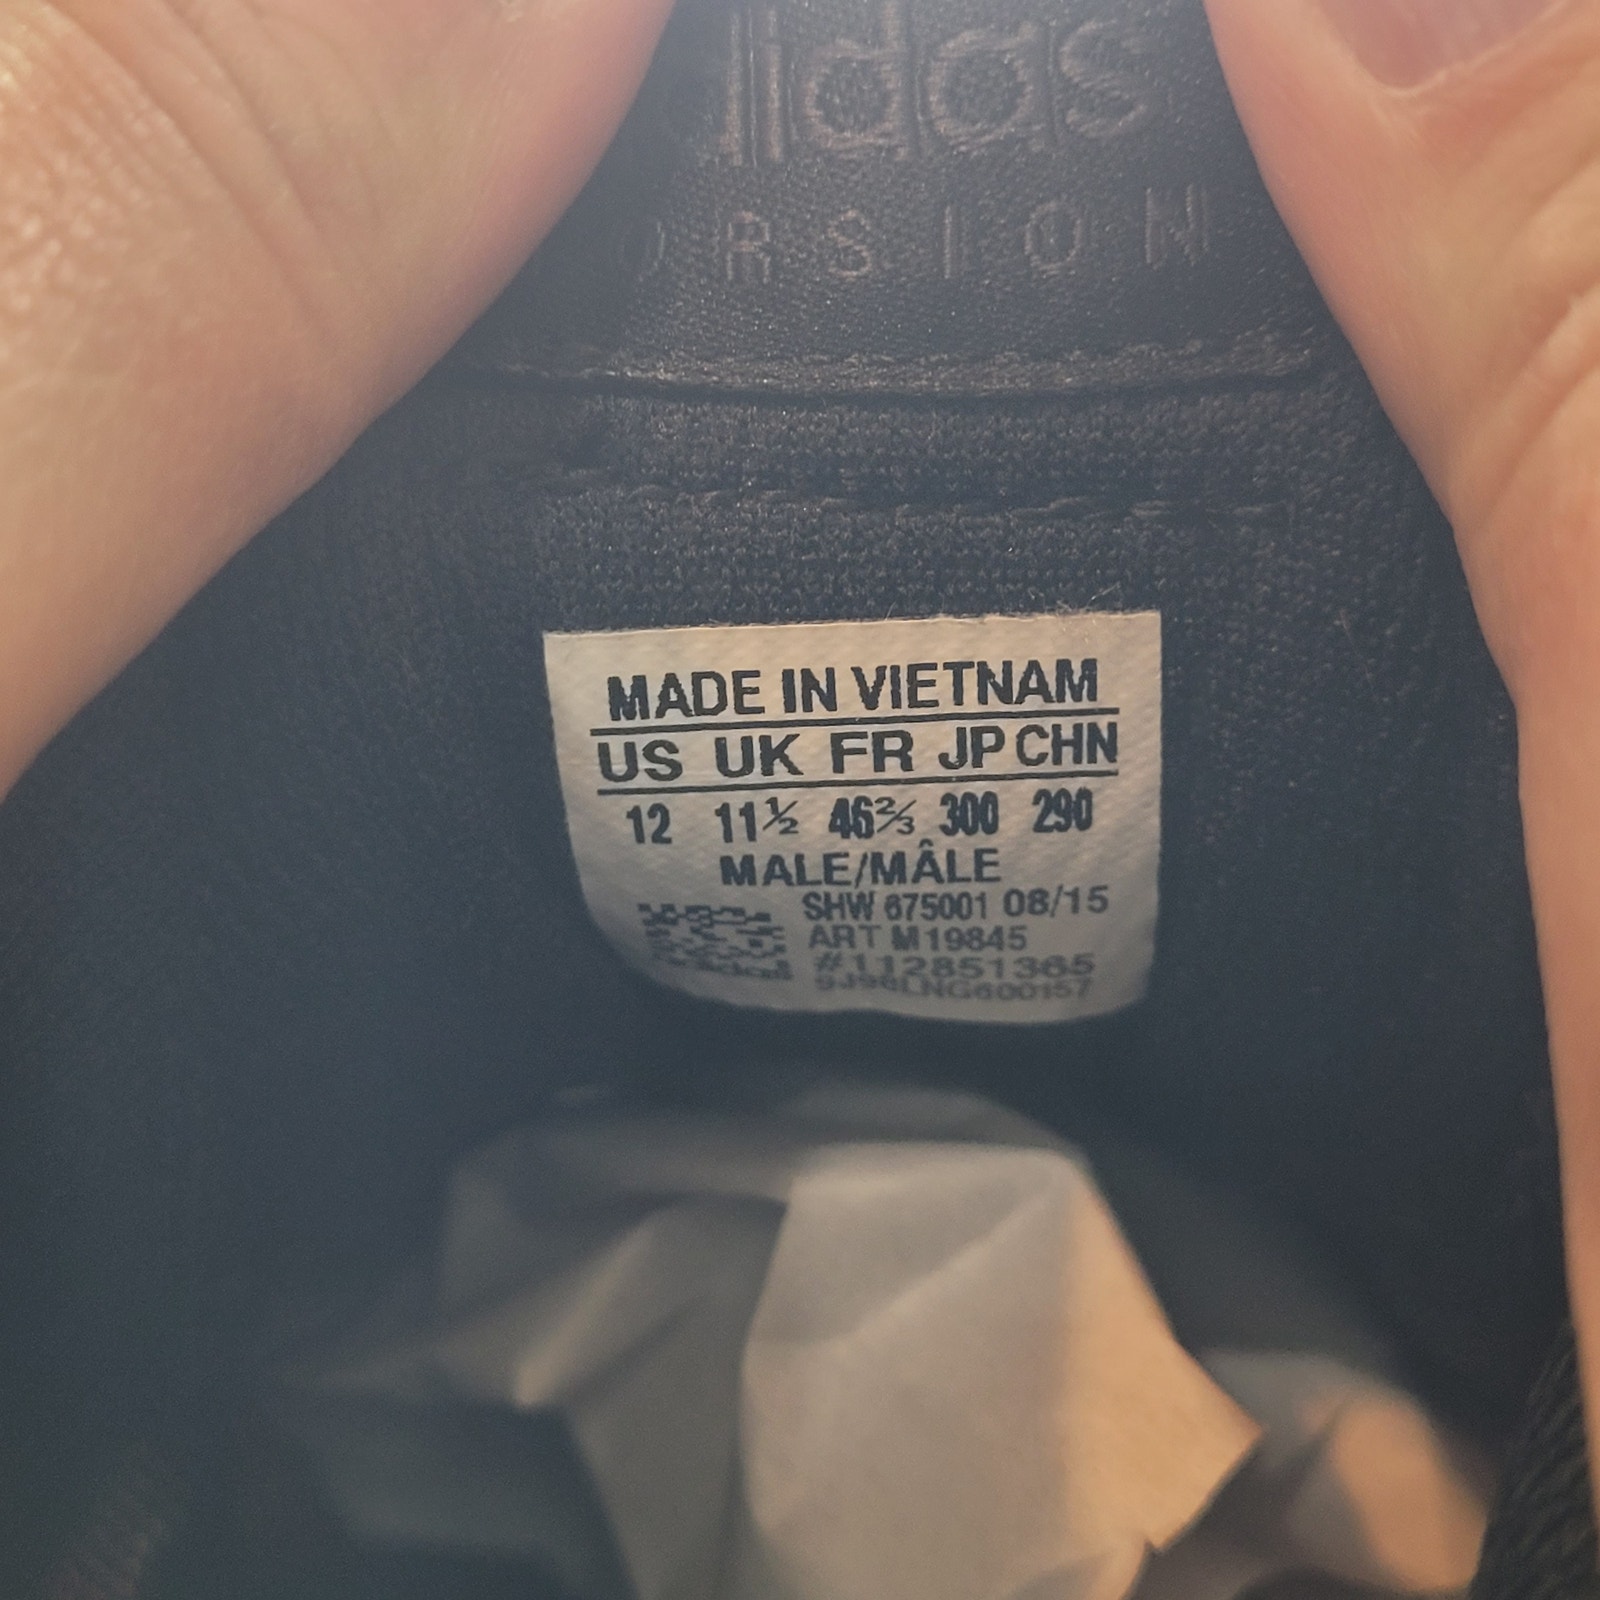 adidas
ORSION
MADE IN VIETNAM
US UK FR JP CHN
12 11½ 46⅔ 300 290
MALE/MÂLE
SHW 675001 08/15
ART M19845
#112851365